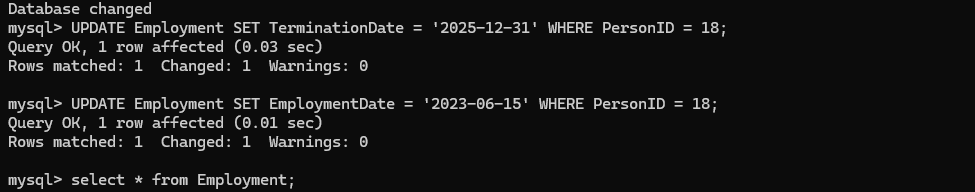 Database changed
mysql> UPDATE Employment SET TerminationDate = '2025-12-31' WHERE PersonID = 18;
Query OK, 1 row affected (0.03 sec)
Rows matched: 1  Changed: 1  Warnings: 0

mysql> UPDATE Employment SET EmploymentDate = '2023-06-15' WHERE PersonID = 18;
Query OK, 1 row affected (0.01 sec)
Rows matched: 1  Changed: 1  Warnings: 0

mysql> select * from Employment;